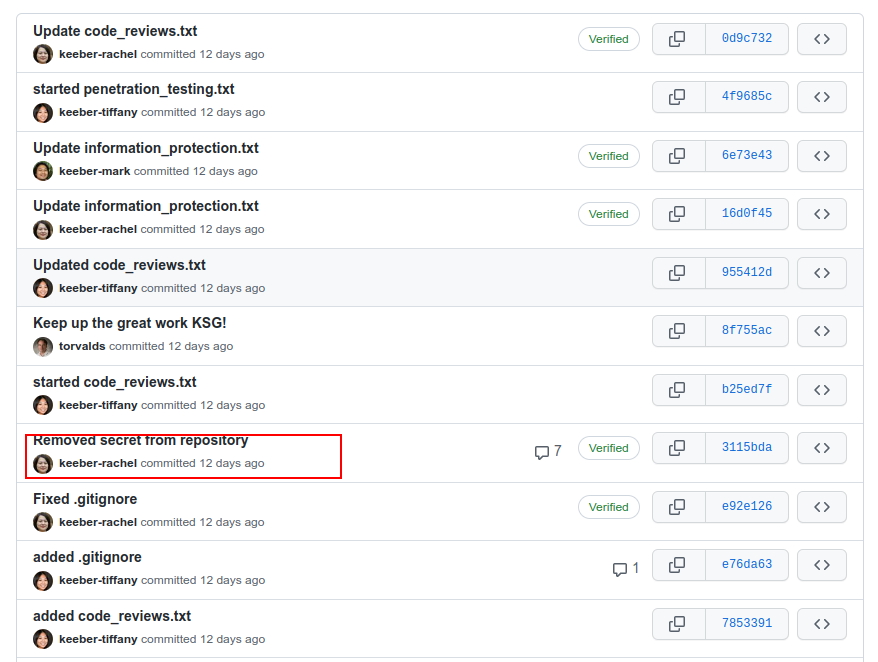 Update code_reviews.txt
keeber-rachel committed 12 days ago
Verified
0d9c732
started penetration_testing.txt
keeber-tiffany committed 12 days ago
4f9685c
Update information_protection.txt
keeber-mark committed 12 days ago
Verified
6e73e43
Update information_protection.txt
keeber-rachel committed 12 days ago
Verified
16d0f45
Updated code_reviews.txt
keeber-tiffany committed 12 days ago
955412d
Keep up the great work KSG!
torvalds committed 12 days ago
8f755ac
started code_reviews.txt
keeber-tiffany committed 12 days ago
b25ed7f
Removed secret from repository
keeber-rachel committed 12 days ago
7
Verified
3115bda
Fixed .gitignore
keeber-rachel committed 12 days ago
Verified
e92e126
added .gitignore
keeber-tiffany committed 12 days ago
1
e76da63
added code_reviews.txt
keeber-tiffany committed 12 days ago
7853391